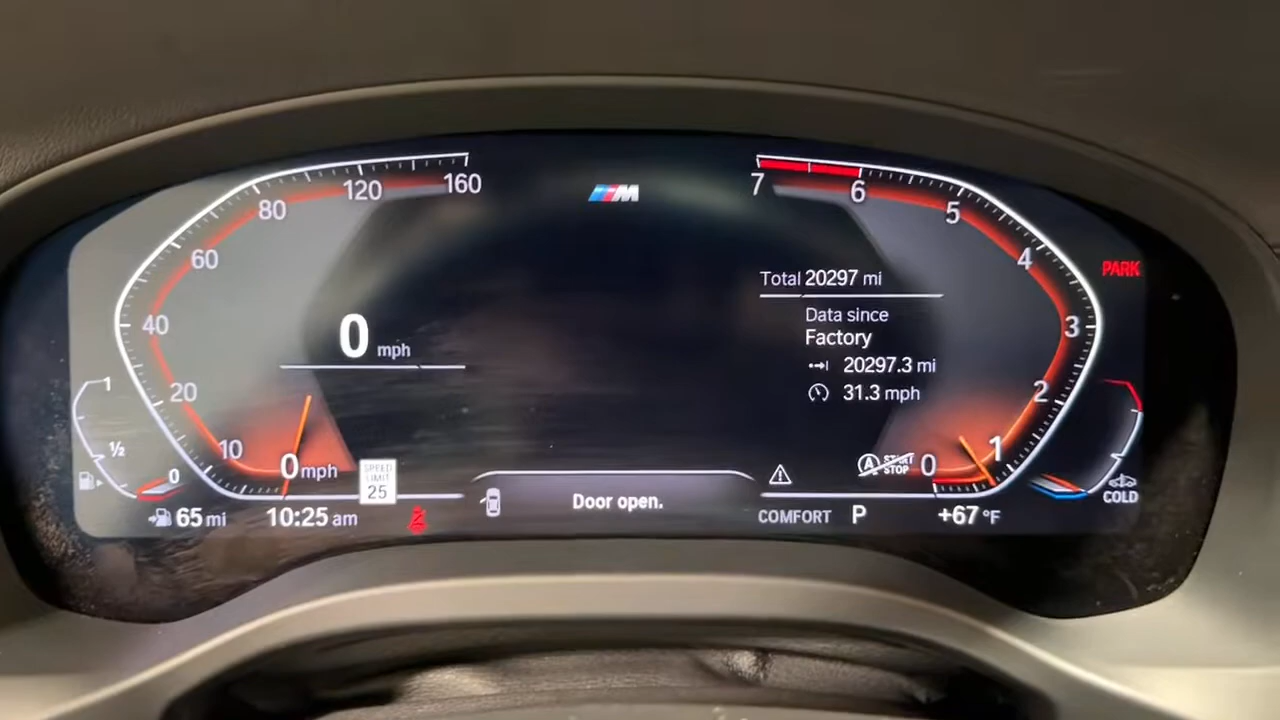 160
120
80
60
40
20
10
0 mph
0 mph
1
1/2
0
65 mi
10:25 am
SPEED
LIMIT
25
M
Door open.
Total 20297 mi
Data since
Factory
20297.3 mi
31.3 mph
7
6
5
4
3
2
1
0
PARK
A START
STOP
COMFORT P
+67 °F
COLD